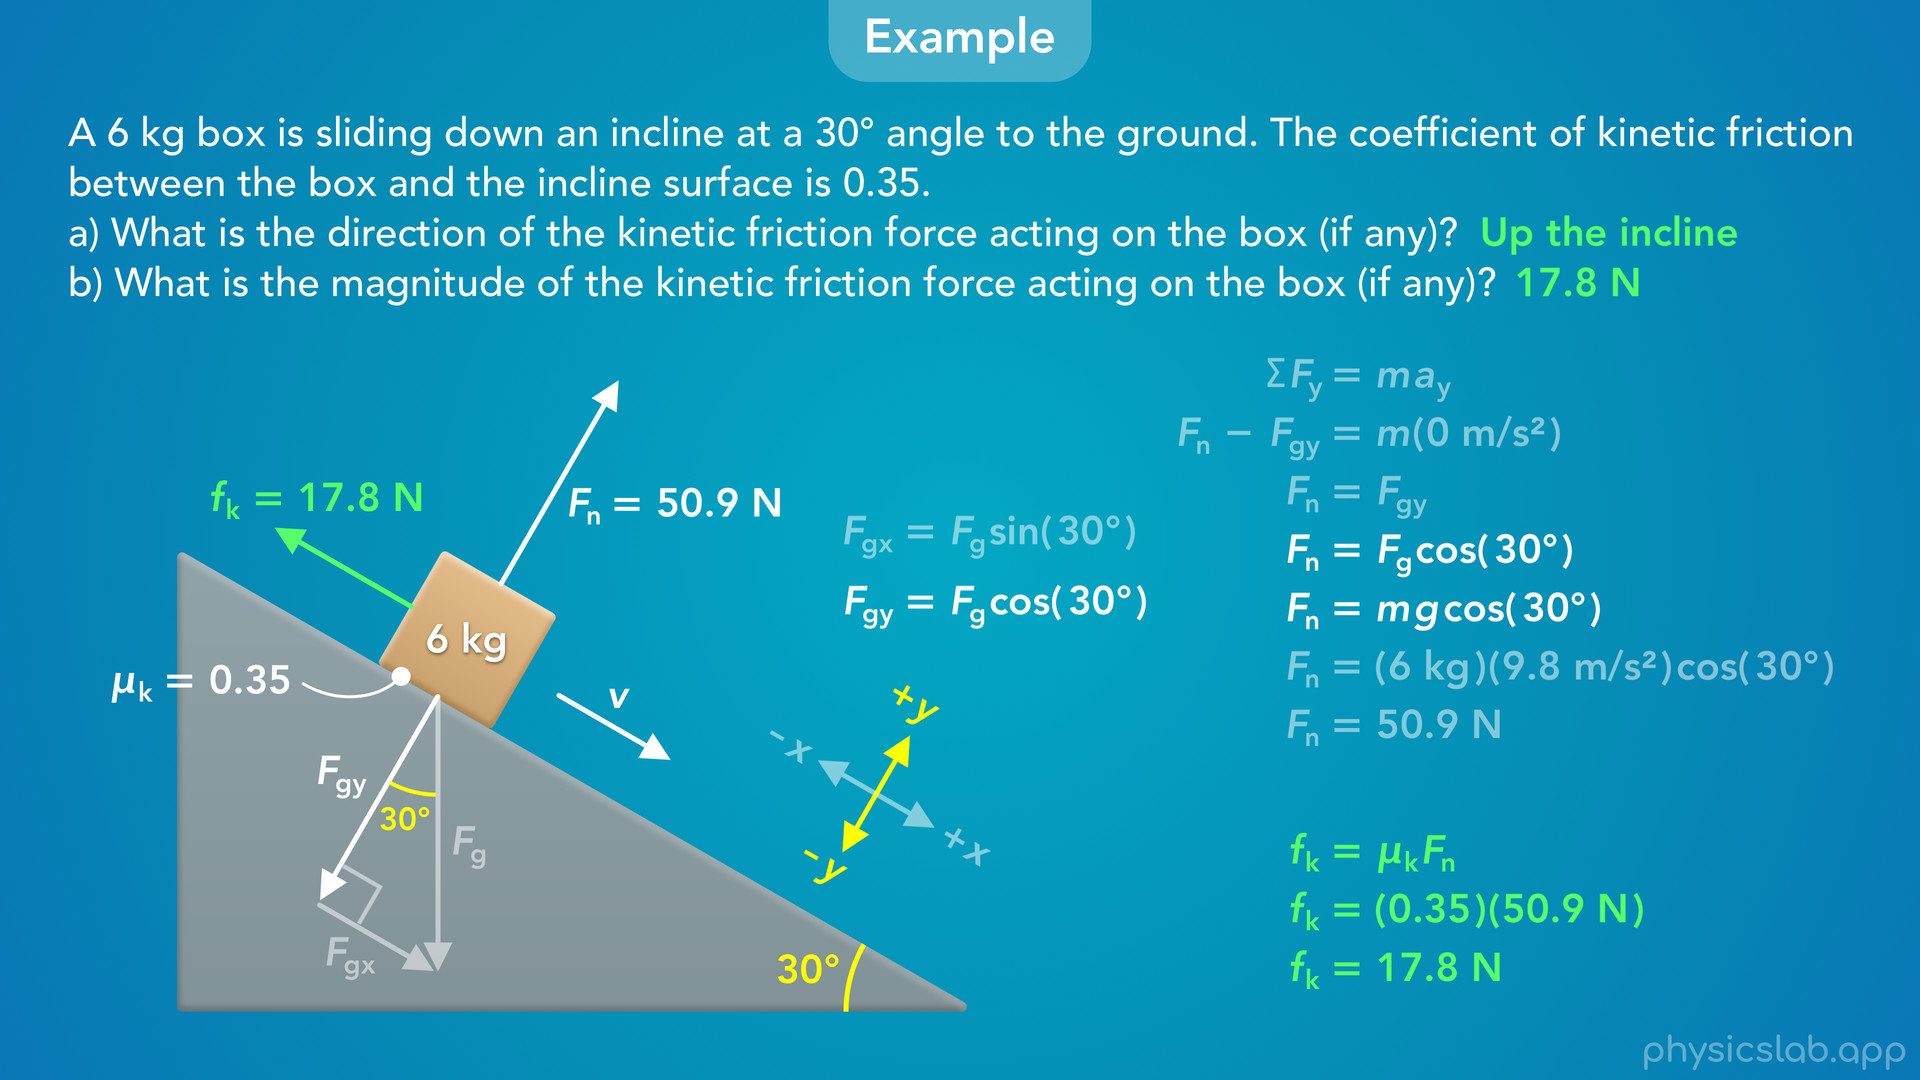 Example
A 6 kg box is sliding down an incline at a 30° angle to the ground. The coefficient of kinetic friction
between the box and the incline surface is 0.35.
a) What is the direction of the kinetic friction force acting on the box (if any)? Up the incline
b) What is the magnitude of the kinetic friction force acting on the box (if any)? 17.8 N
fk = 17.8 N
Fn = 50.9 N
6 kg
μk = 0.35
v
Fgy
30°
Fg
Fgx
30°
Fgx = Fg sin(30°)
Fgy = Fg cos(30°)
+y
-x
+x
-y
ΣFy = may
Fn − Fgy = m(0 m/s²)
Fn = Fgy
Fn = Fg cos(30°)
Fn = mg cos(30°)
Fn = (6 kg)(9.8 m/s²)cos(30°)
Fn = 50.9 N
fk = μkFn
fk = (0.35)(50.9 N)
fk = 17.8 N
physicslab.app